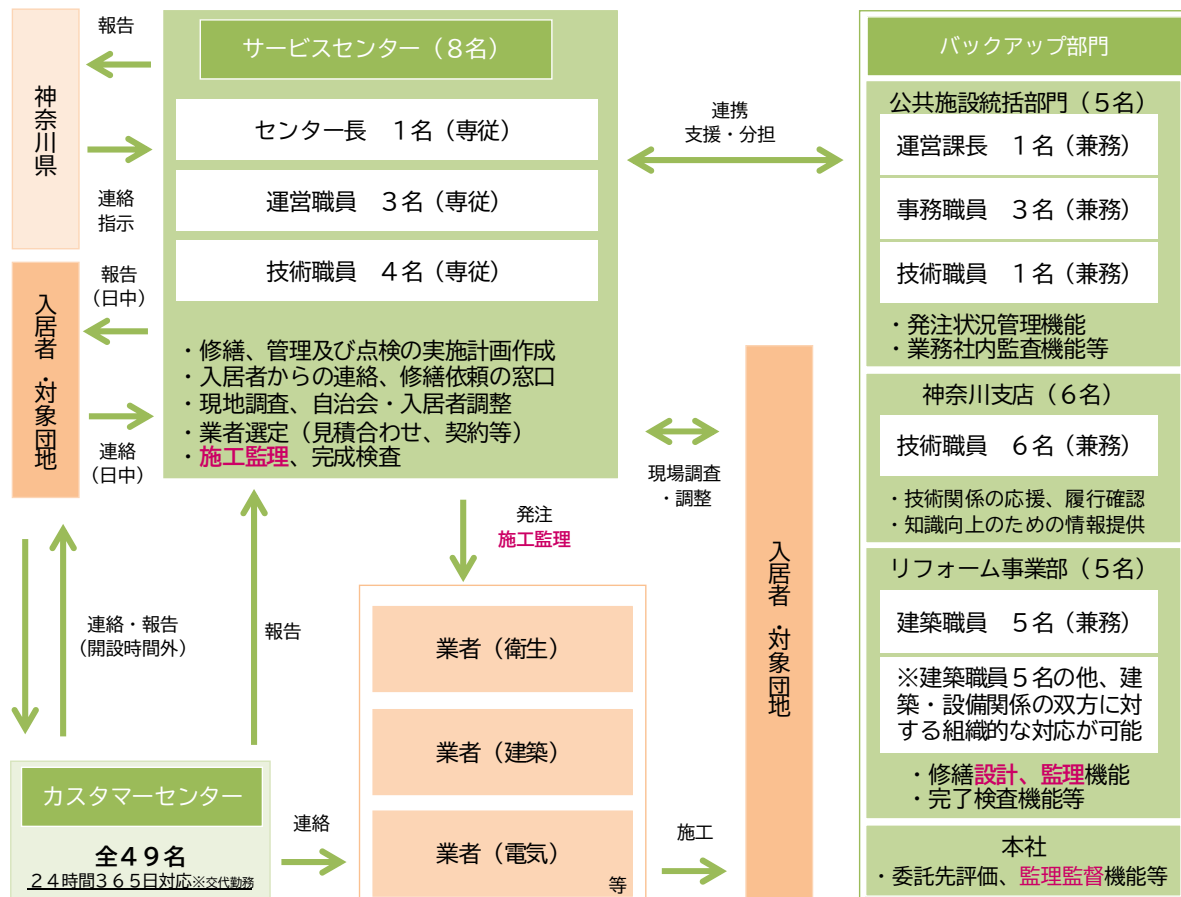 神奈川県
報告
連絡
指示
サービスセンター（８名）
センター長　１名（専従）
運営職員　３名（専従）
技術職員　４名（専従）
・修繕、管理及び点検の実施計画作成
・入居者からの連絡、修繕依頼の窓口
・現地調査、自治会・入居者調整
・業者選定（見積合わせ、契約等）
・施工監理、完成検査
入居者・対象団地
報告
（日中）
連絡
（日中）
連携
支援・分担
現場調査
・調整
発注
施工監理
連絡・報告
（開設時間外）
報告
カスタマーセンター
全４９名
２４時間３６５日対応※交代勤務
連絡
業者（衛生）
業者（建築）
業者（電気）
等
施工
入居者・対象団地
バックアップ部門
公共施設統括部門（５名）
運営課長　１名（兼務）
事務職員　３名（兼務）
技術職員　１名（兼務）
・発注状況管理機能
・業務社内監査機能等
神奈川支店（６名）
技術職員　６名（兼務）
・技術関係の応援、履行確認
・知識向上のための情報提供
リフォーム事業部（５名）
建築職員　５名（兼務）
※建築職員５名の他、建
築・設備関係の双方に対
する組織的な対応が可能
・修繕設計、監理機能
・完了検査機能等
本社
・委託先評価、監理監督機能等